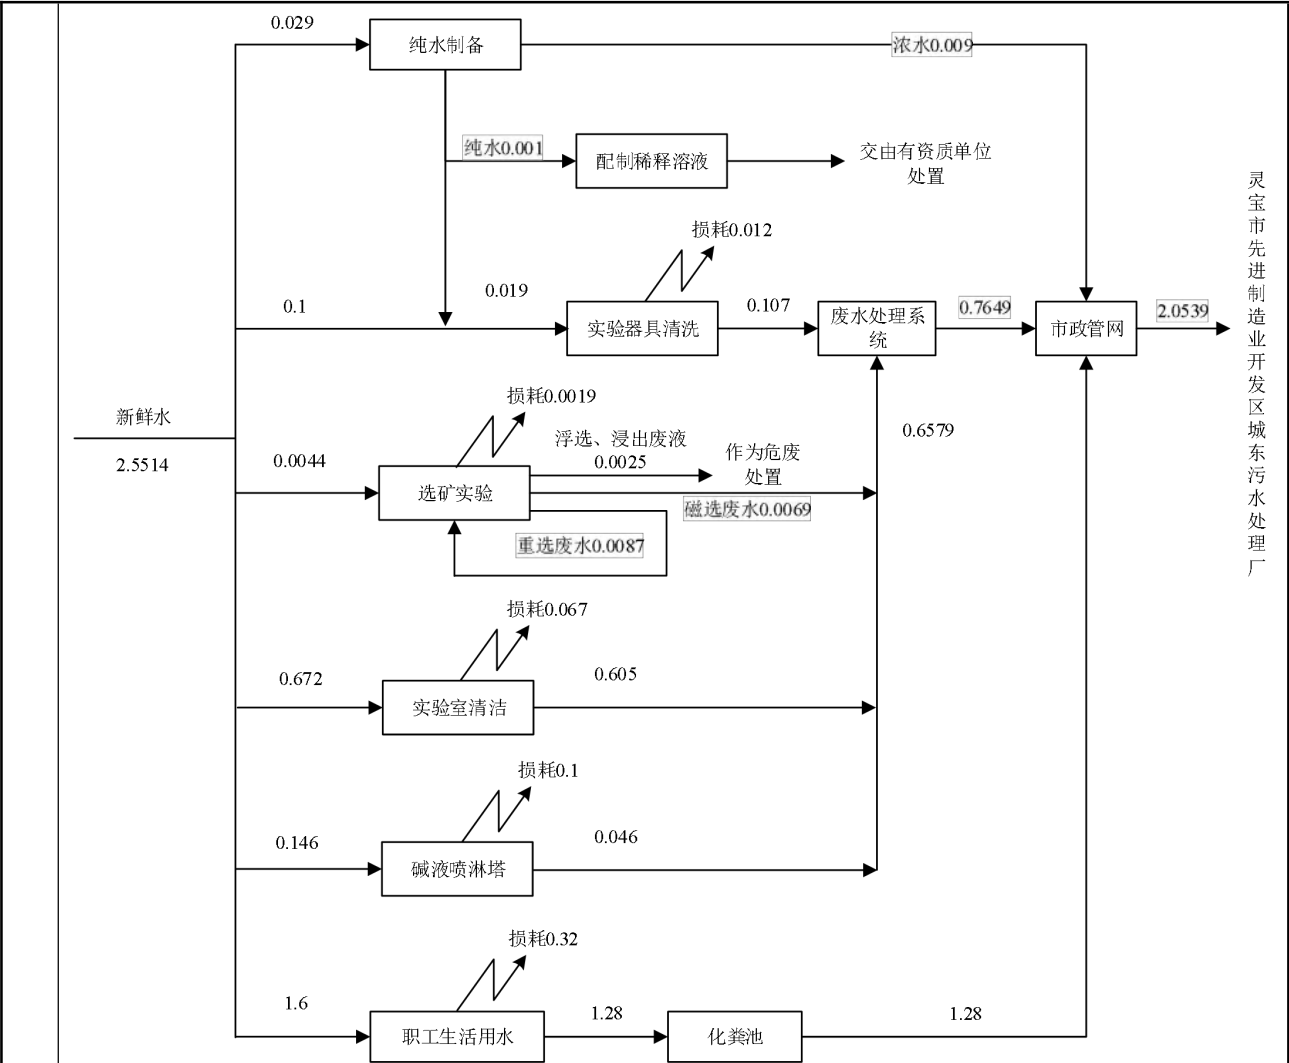 0.029
纯水制备
浓水0.009
纯水0.001
配制稀释溶液
交由有资质单位
处置
损耗0.012
0.1
0.019
实验器具清洗
0.107
废水处理系
统
0.7649
市政管网
2.0539
灵宝市先进制造业开发区城东污水处理厂
新鲜水
2.5514
损耗0.0019
浮选、浸出废液
0.0025
作为危废
处置
0.0044
选矿实验
磁选废水0.0069
重选废水0.0087
0.6579
损耗0.067
0.672
实验室清洁
0.605
损耗0.1
0.146
碱液喷淋塔
0.046
损耗0.32
1.6
职工生活用水
1.28
化粪池
1.28